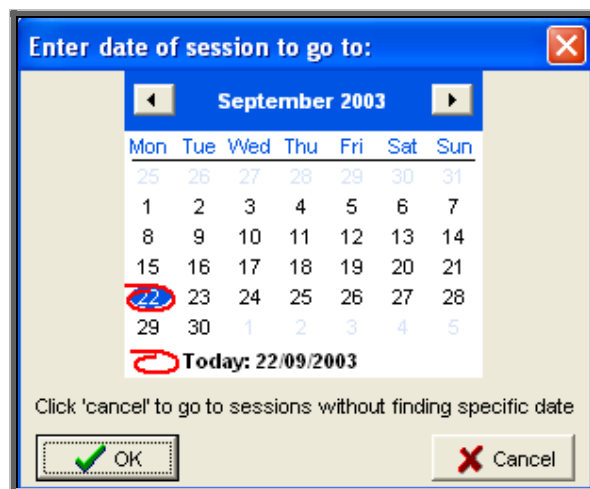 Enter date of session to go to:
September 2003
Mon Tue Wed Thu Fri Sat Sun
25 26 27 28 29 30 31
1 2 3 4 5 6 7
8 9 10 11 12 13 14
15 16 17 18 19 20 21
22 23 24 25 26 27 28
29 30 1 2 3 4 5
Today: 22/09/2003
Click 'cancel' to go to sessions without finding specific date
OK Cancel